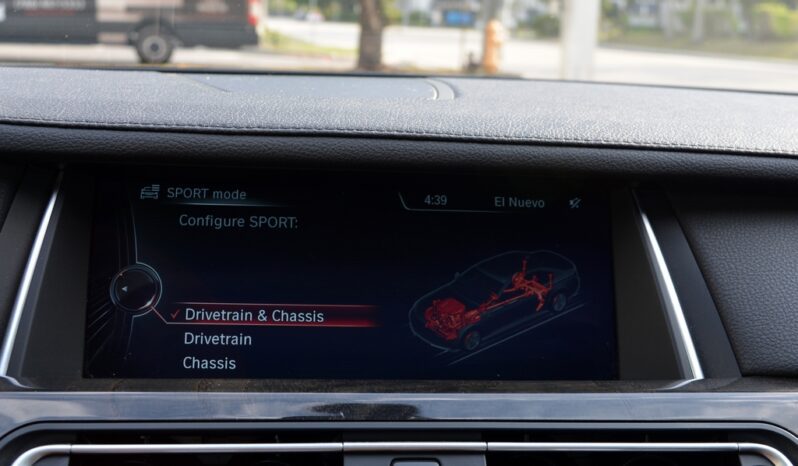 SPORT mode
4:39
El Nuevo
Configure SPORT:
Drivetrain & Chassis
Drivetrain
Chassis